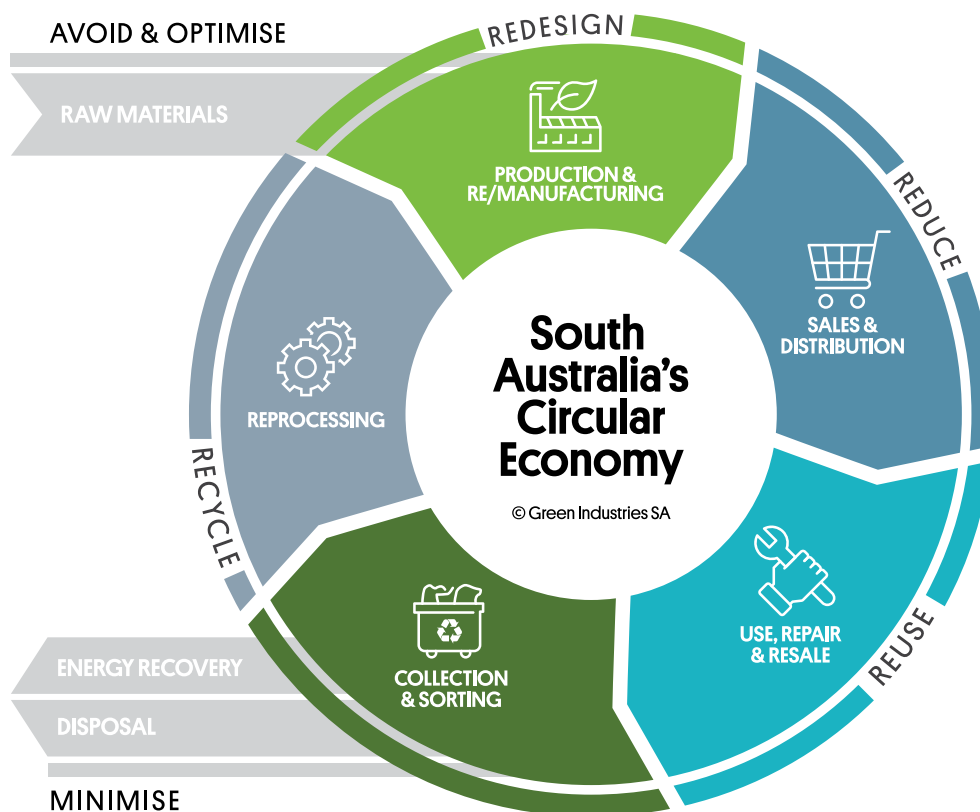 AVOID & OPTIMISE
RAW MATERIALS
REDESIGN
PRODUCTION &
RE/MANUFACTURING
REDUCE
SALES &
DISTRIBUTION
South
Australia's
Circular
Economy
© Green Industries SA
REPROCESSING
RECYCLE
USE, REPAIR
& RESALE
REUSE
COLLECTION
& SORTING
ENERGY RECOVERY
DISPOSAL
MINIMISE